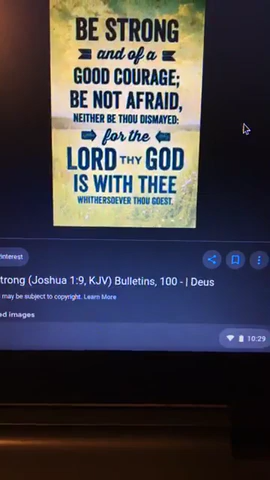 BE STRONG
and of a
GOOD COURAGE;
BE NOT AFRAID,
NEITHER BE THOU DISMAYED:
for the
LORD THY GOD
IS WITH THEE
WHITHERSOEVER THOU GOEST.
interest
trong (Joshua 1:9, KJV) Bulletins, 100 - | Deus
may be subject to copyright. Learn More
ed images
10:29